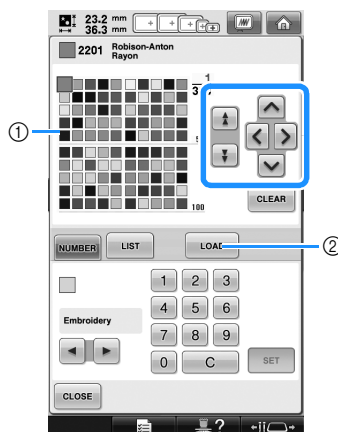 23.2 mm
36.3 mm
2201 Robison-Anton
Rayon
1
3
①
5
100
CLEAR
NUMBER LIST LOAD
②
1 2 3
Embroidery
4 5 6
7 8 9
0 C SET
CLOSE
?